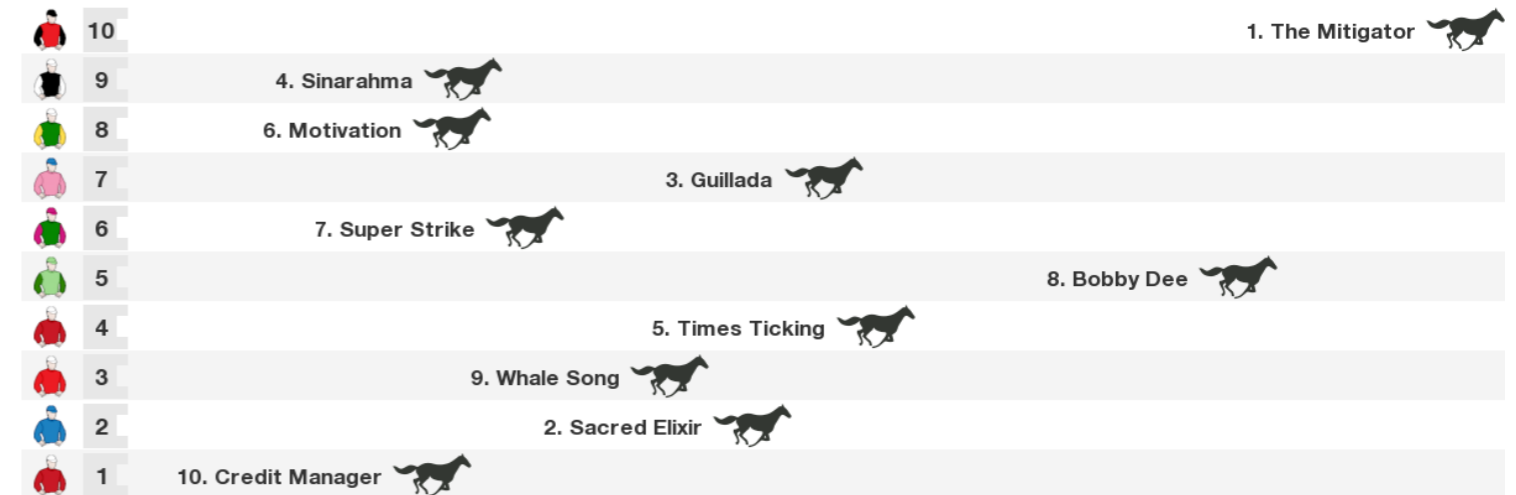 10 1. The Mitigator
9 4. Sinarahma
8 6. Motivation
7 3. Guillada
6 7. Super Strike
5 8. Bobby Dee
4 5. Times Ticking
3 9. Whale Song
2 2. Sacred Elixir
1 10. Credit Manager